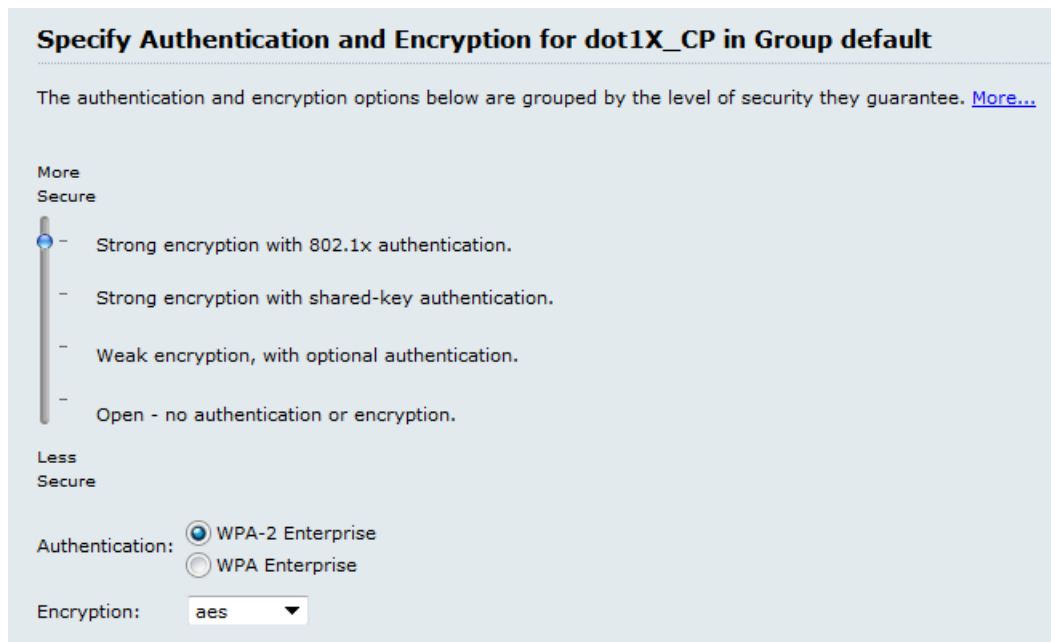 Specify Authentication and Encryption for dot1X_CP in Group default
The authentication and encryption options below are grouped by the level of security they guarantee. More...
More
Secure
Strong encryption with 802.1x authentication.
Strong encryption with shared-key authentication.
Weak encryption, with optional authentication.
Open - no authentication or encryption.
Less
Secure
Authentication:
WPA-2 Enterprise
WPA Enterprise
Encryption: aes